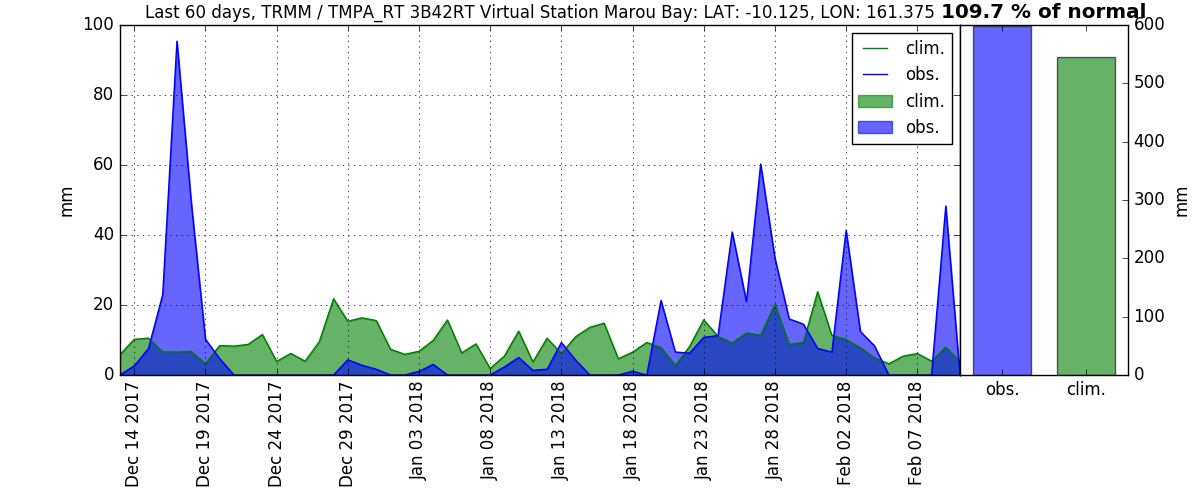 Last 60 days, TRMM / TMPA_RT 3B42RT Virtual Station Marou Bay: LAT: -10.125, LON: 161.375 109.7 % of normal
100
80
60
40
20
0
mm
clim.
obs.
clim.
obs.
600
500
400
300
200
100
0
mm
obs.
clim.
Dec 14 2017
Dec 19 2017
Dec 24 2017
Dec 29 2017
Jan 03 2018
Jan 08 2018
Jan 13 2018
Jan 18 2018
Jan 23 2018
Jan 28 2018
Feb 02 2018
Feb 07 2018